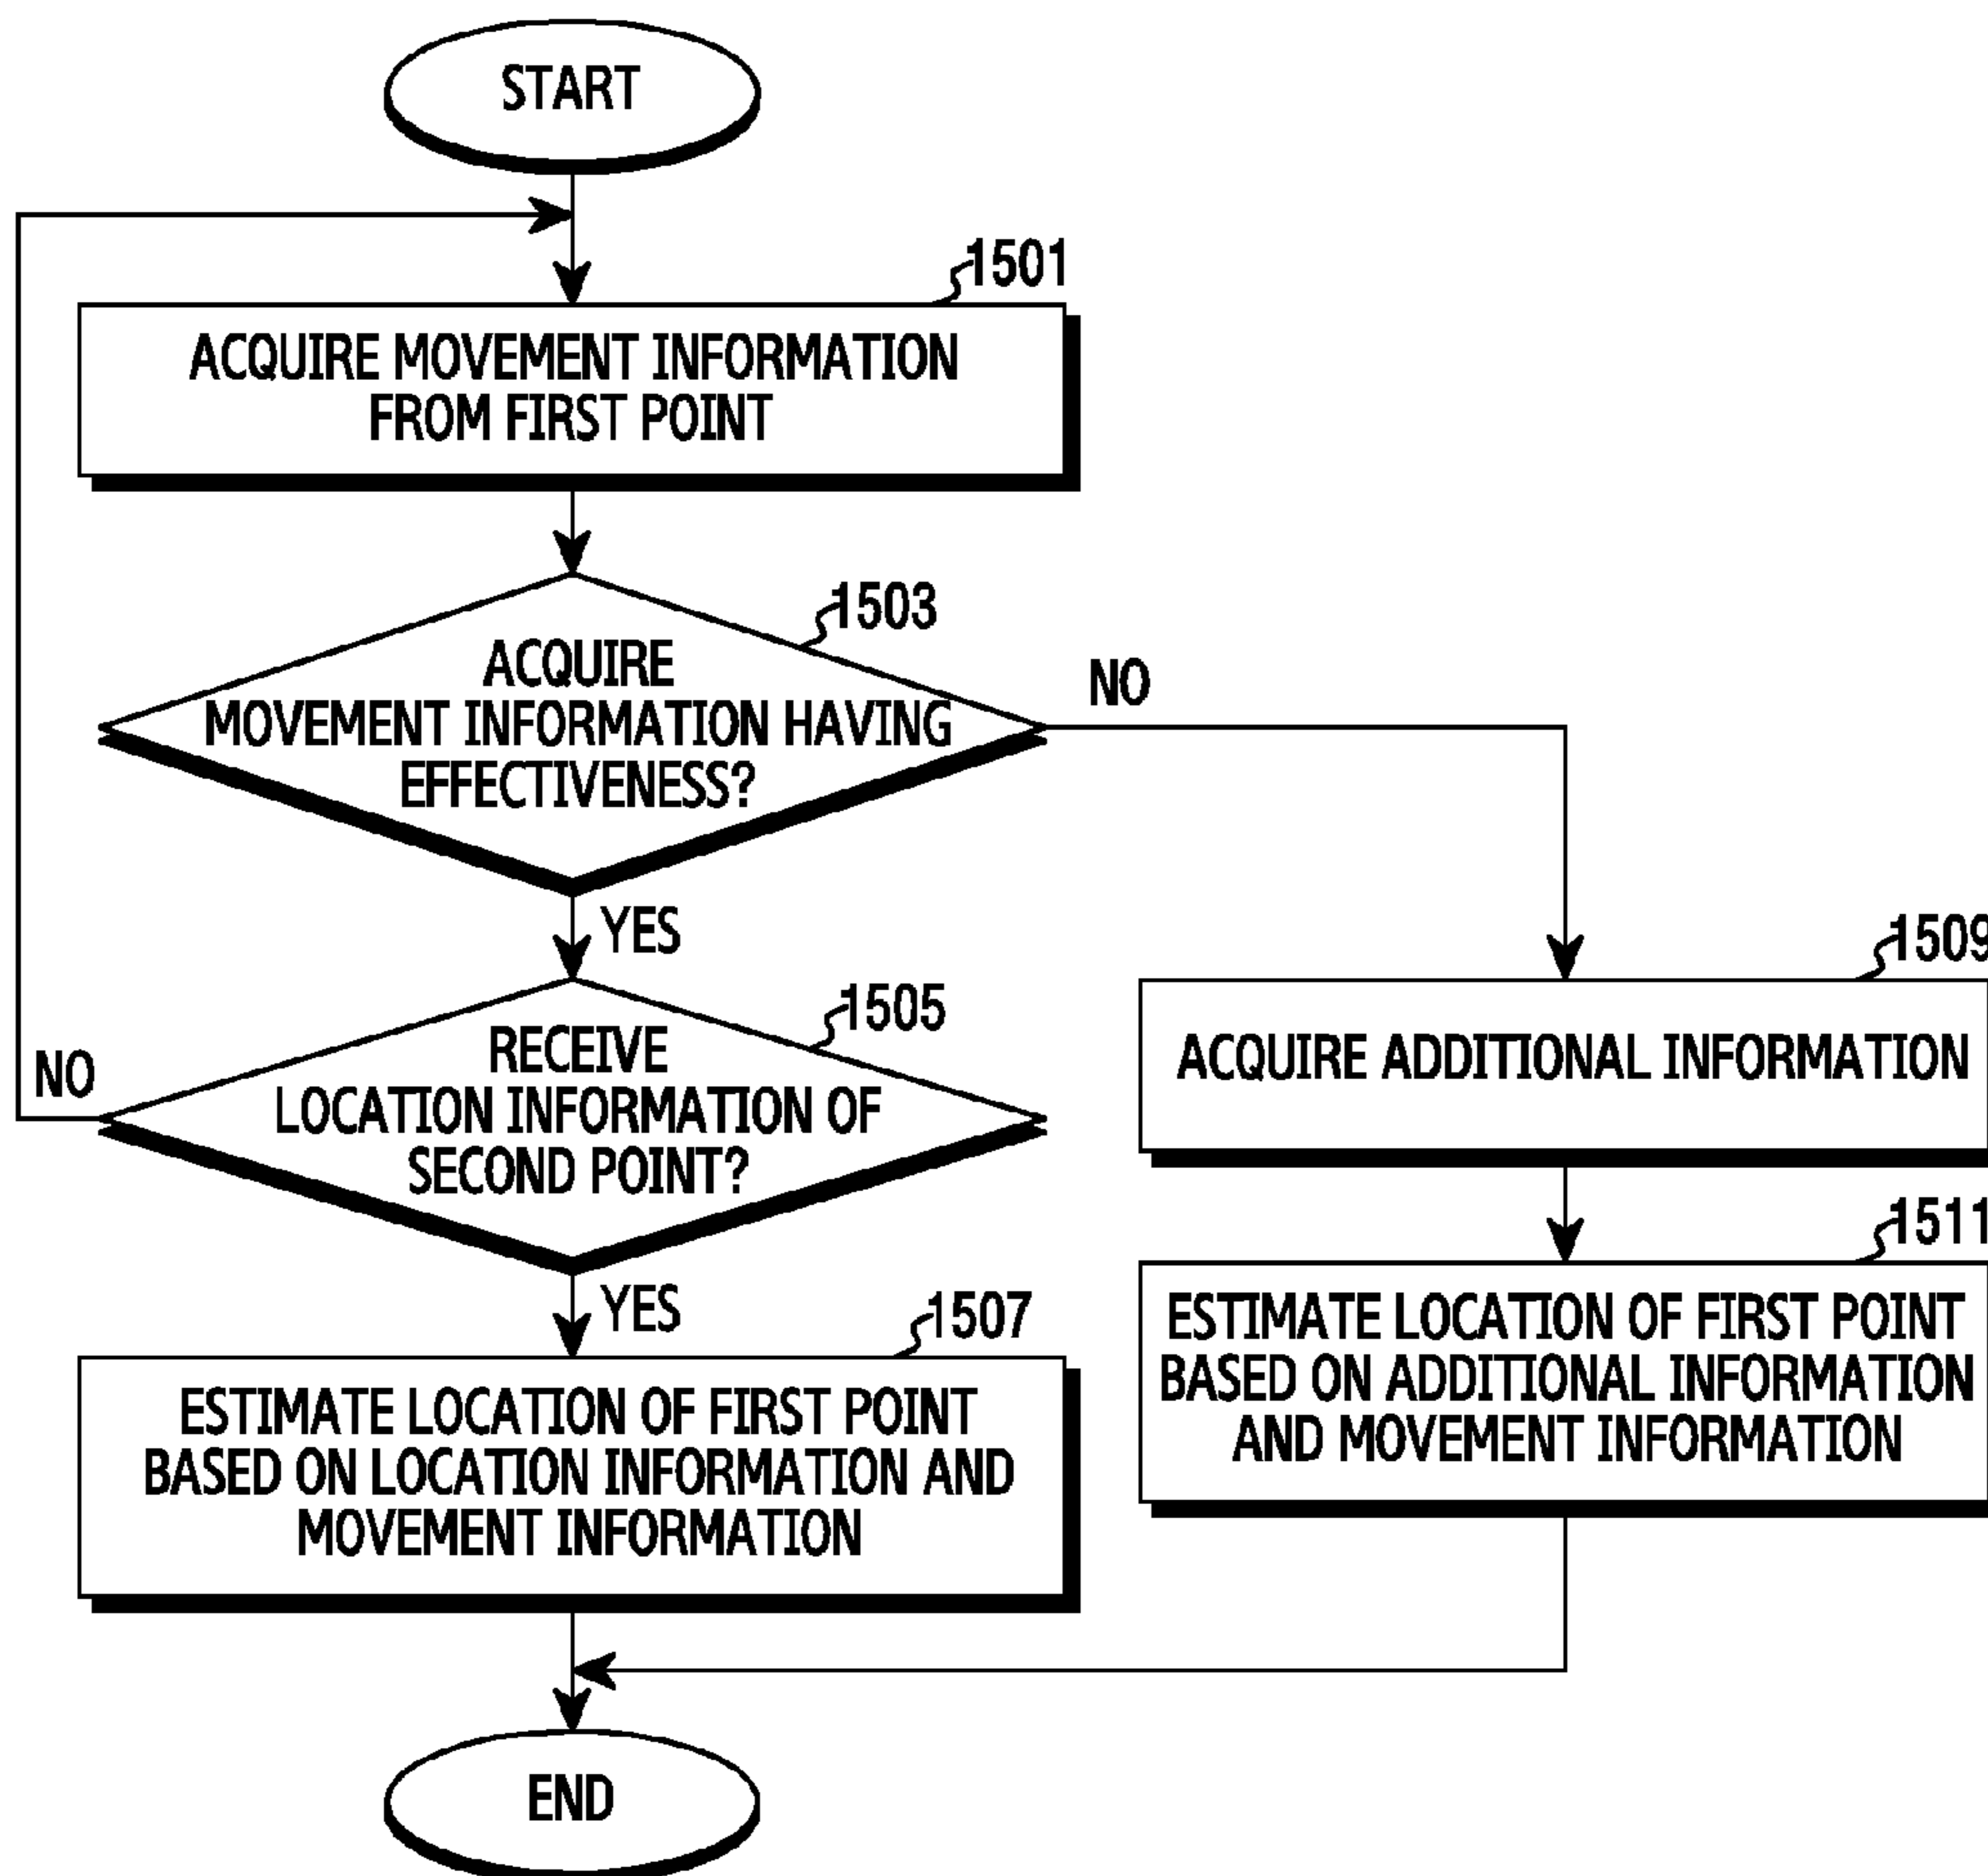 START
1501
ACQUIRE MOVEMENT INFORMATION
FROM FIRST POINT
1503
ACQUIRE
MOVEMENT INFORMATION HAVING
EFFECTIVENESS?
NO
YES
1505
RECEIVE
LOCATION INFORMATION OF
SECOND POINT?
NO
YES
1507
ESTIMATE LOCATION OF FIRST POINT
BASED ON LOCATION INFORMATION AND
MOVEMENT INFORMATION
1509
ACQUIRE ADDITIONAL INFORMATION
1511
ESTIMATE LOCATION OF FIRST POINT
BASED ON ADDITIONAL INFORMATION
AND MOVEMENT INFORMATION
END